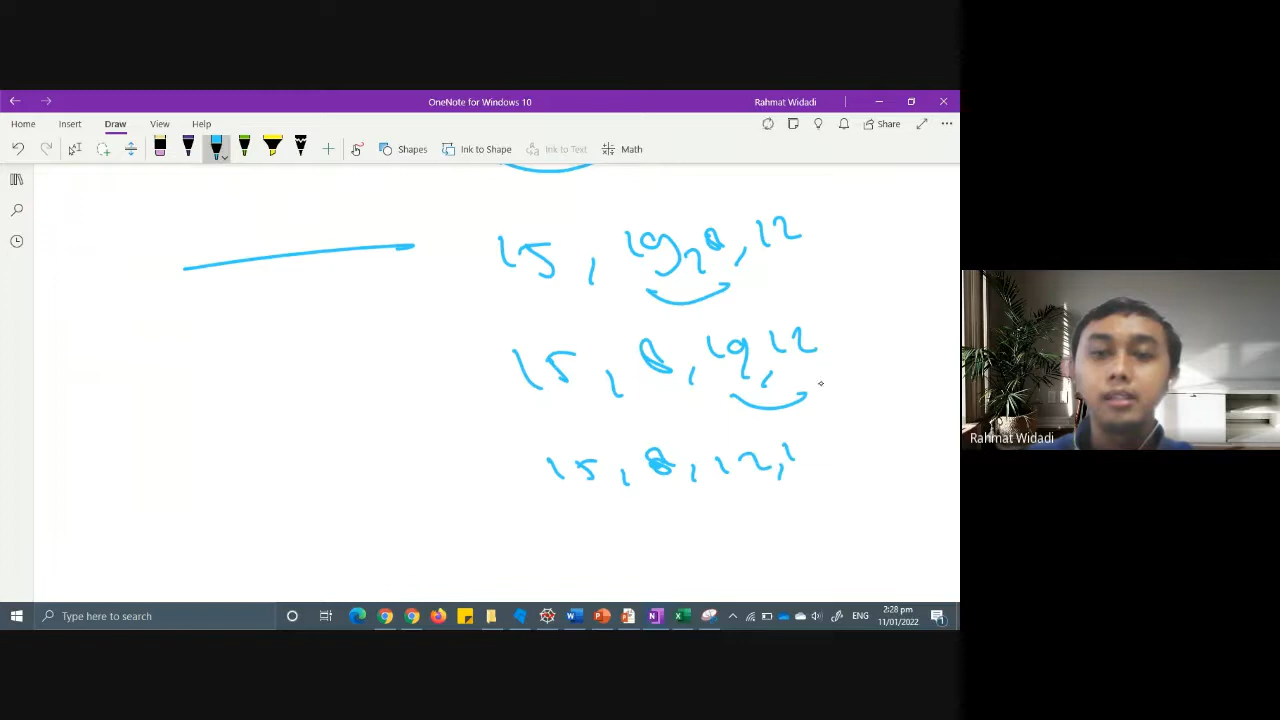 OneNote for Windows 10
Rahmat Widadi
Home Insert Draw View Help
Share
Shapes Ink to Shape Ink to Text Math
15, 19, 8, 12
15, 8, 19, 12
15, 8, 12, 1
Rahmat Widadi
Type here to search
ENG
2:28 pm
11/01/2022
1